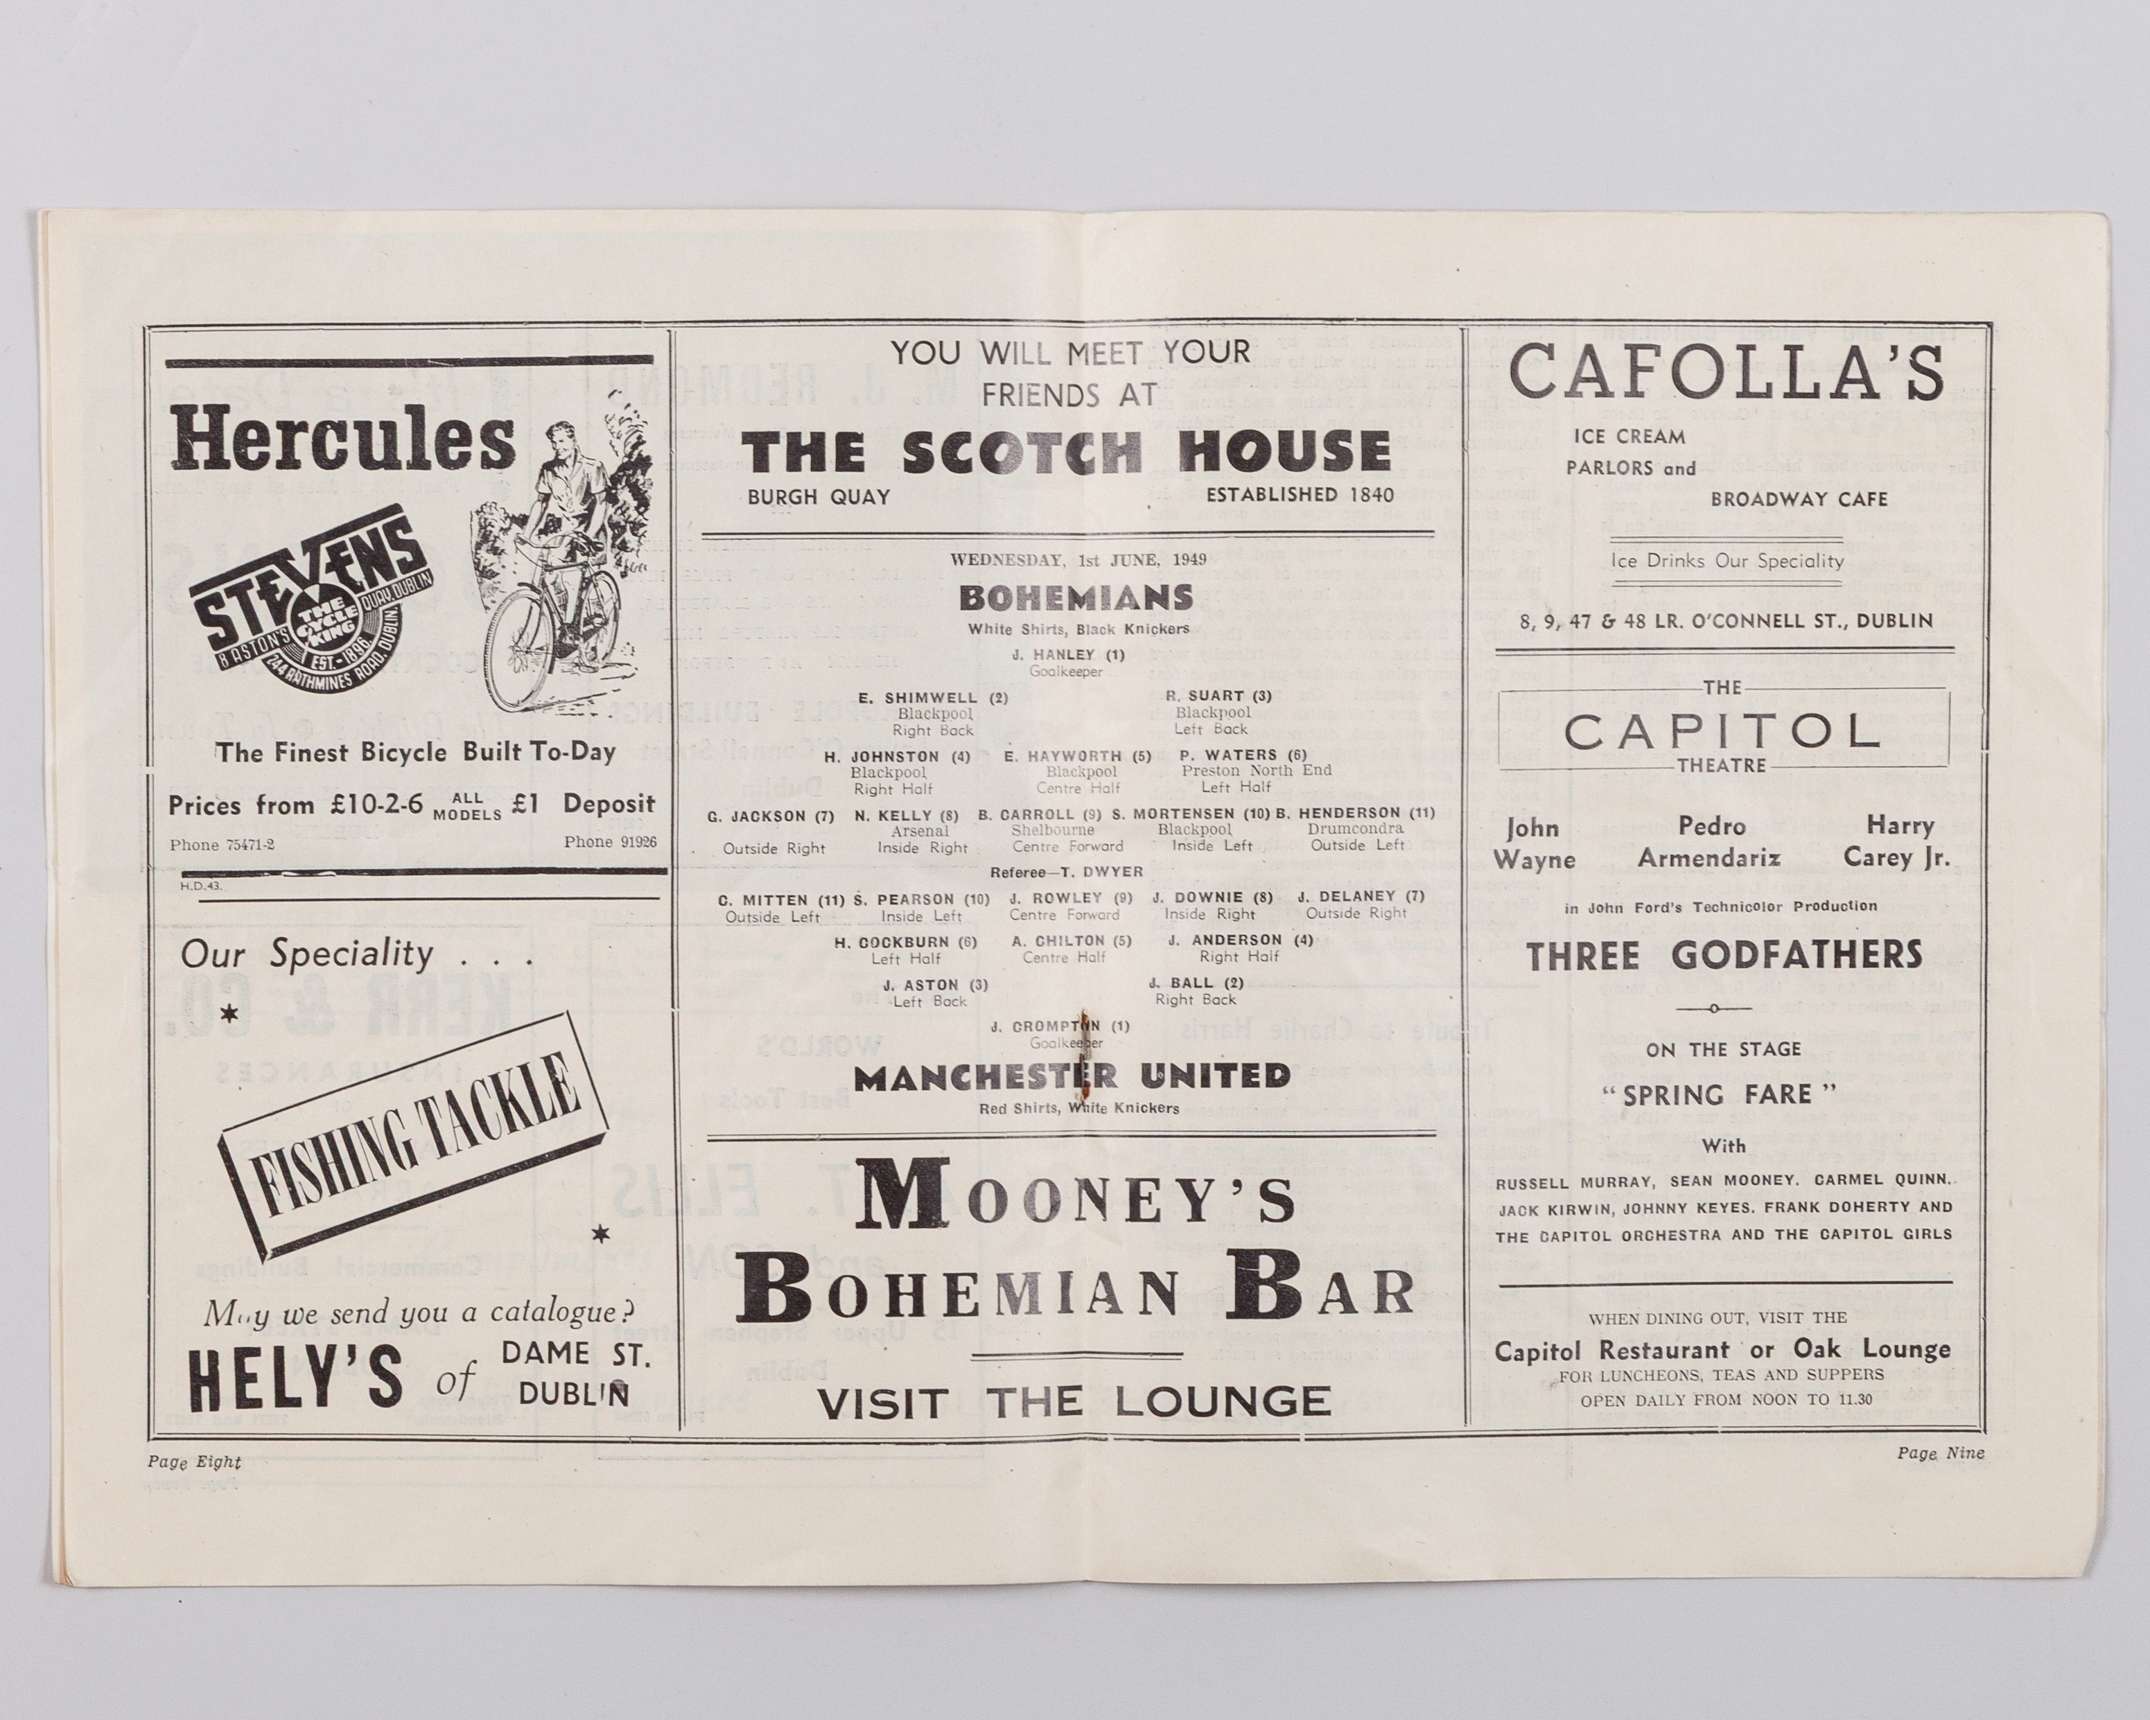 Hercules
STEVENS
THE
CYCLE
KING
8 ASTON'S QUAY, DUBLIN
EST-1896.
244 RATHMINES ROAD, DUBLIN
The Finest Bicycle Built To-Day
Prices from £10-2-6 ALL MODELS £1 Deposit
Phone 75471-2 Phone 91926
H.D.43.
Our Speciality . . .
FISHING TACKLE
May we send you a catalogue?
HELY'S of DAME ST.
DUBLIN
Page Eight
YOU WILL MEET YOUR
FRIENDS AT
THE SCOTCH HOUSE
BURGH QUAY ESTABLISHED 1840
WEDNESDAY, 1st JUNE, 1949
BOHEMIANS
White Shirts, Black Knickers
J. HANLEY (1)
Goalkeeper
E. SHIMWELL (2) R. SUART (3)
Blackpool Blackpool
Right Back Left Back
H. JOHNSTON (4) E. HAYWORTH (5) P. WATERS (6)
Blackpool Blackpool Preston North End
Right Half Centre Half Left Half
G. JACKSON (7) N. KELLY (8) B. CARROLL (9) S. MORTENSEN (10) B. HENDERSON (11)
Arsenal Shelbourne Blackpool Drumcondra
Outside Right Inside Right Centre Forward Inside Left Outside Left
Referee—T. DWYER
C. MITTEN (11) S. PEARSON (10) J. ROWLEY (9) J. DOWNIE (8) J. DELANEY (7)
Outside Left Inside Left Centre Forward Inside Right Outside Right
H. COCKBURN (6) A. CHILTON (5) J. ANDERSON (4)
Left Half Centre Half Right Half
J. ASTON (3) J. BALL (2)
Left Back Right Back
J. CROMPTON (1)
Goalkeeper
MANCHESTER UNITED
Red Shirts, White Knickers
MOONEY'S
BOHEMIAN BAR
VISIT THE LOUNGE
CAFOLLA'S
ICE CREAM
PARLORS and
BROADWAY CAFE
Ice Drinks Our Speciality
8, 9, 47 & 48 LR. O'CONNELL ST., DUBLIN
THE
CAPITOL
THEATRE
John Pedro Harry
Wayne Armendariz Carey Jr.
in John Ford's Technicolor Production
THREE GODFATHERS
ON THE STAGE
"SPRING FARE"
With
RUSSELL MURRAY, SEAN MOONEY. CARMEL QUINN.
JACK KIRWIN, JOHNNY KEYES. FRANK DOHERTY AND
THE CAPITOL ORCHESTRA AND THE CAPITOL GIRLS
WHEN DINING OUT, VISIT THE
Capitol Restaurant or Oak Lounge
FOR LUNCHEONS, TEAS AND SUPPERS
OPEN DAILY FROM NOON TO 11.30
Page Nine